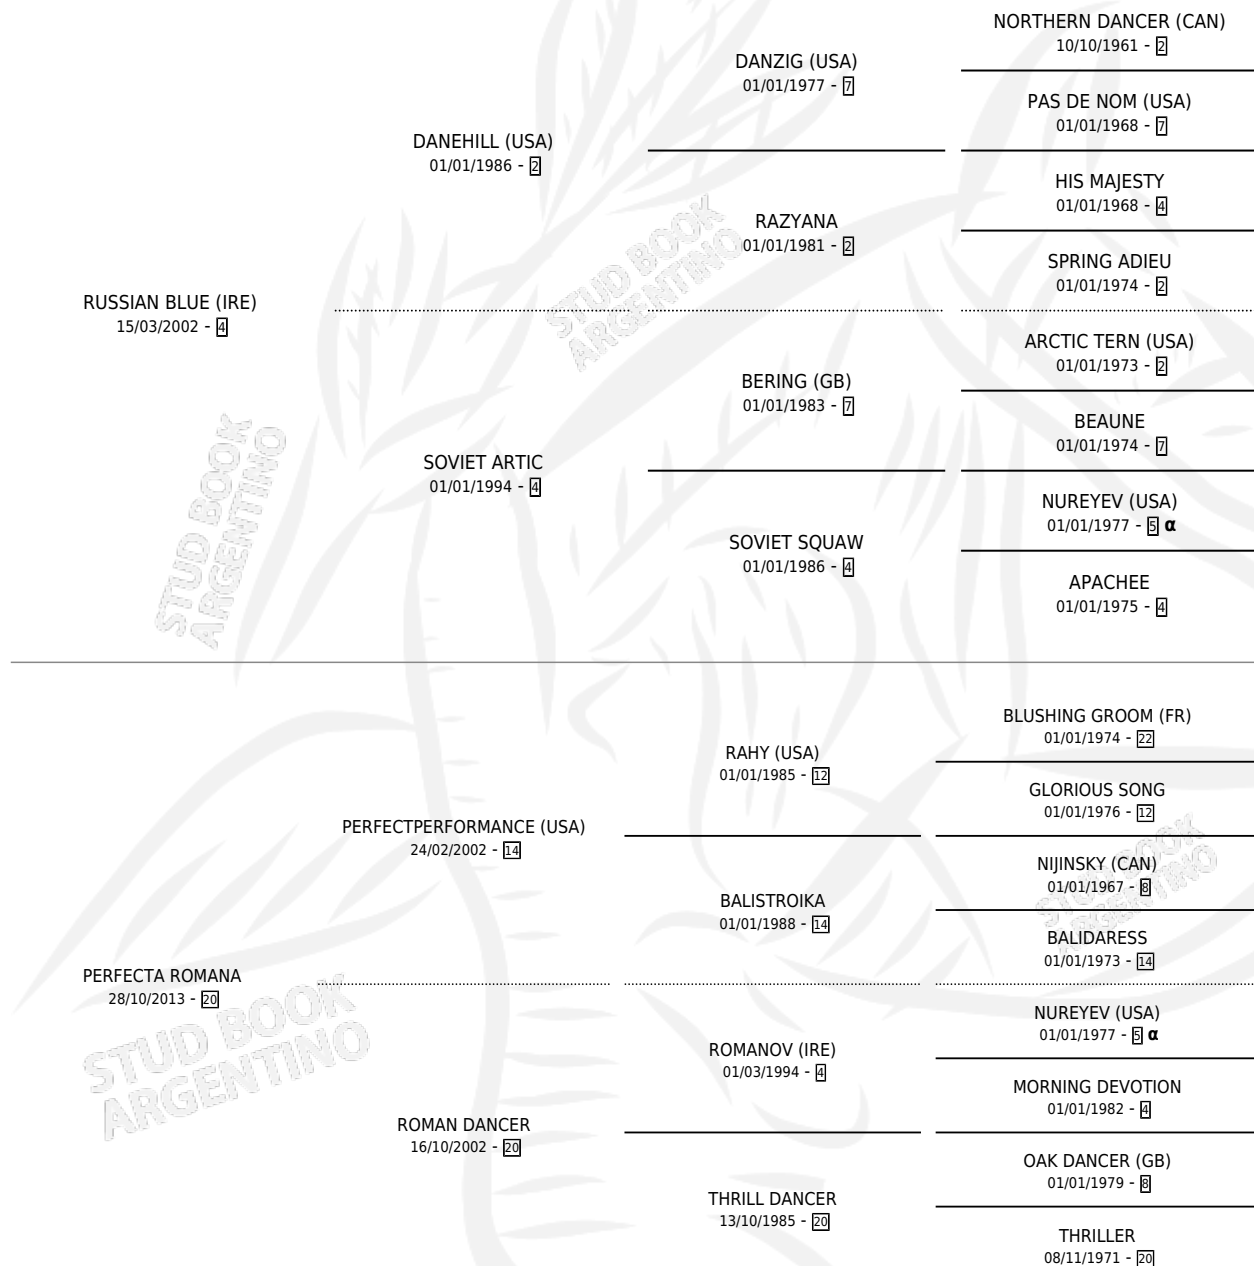 NORTHERN DANCER (CAN)
10/10/1961 - 2
DANZIG (USA)
01/01/1977 - 7
PAS DE NOM (USA)
01/01/1968 - 7
DANEHILL (USA)
01/01/1986 - 2
HIS MAJESTY
01/01/1968 - 4
RAZYANA
01/01/1981 - 2
SPRING ADIEU
01/01/1974 - 2
RUSSIAN BLUE (IRE)
15/03/2002 - 4
ARCTIC TERN (USA)
01/01/1973 - 2
BERING (GB)
01/01/1983 - 7
BEAUNE
01/01/1974 - 7
SOVIET ARTIC
01/01/1994 - 4
NUREYEV (USA)
01/01/1977 - 5 α
SOVIET SQUAW
01/01/1986 - 4
APACHEE
01/01/1975 - 4
BLUSHING GROOM (FR)
01/01/1974 - 22
RAHY (USA)
01/01/1985 - 12
GLORIOUS SONG
01/01/1976 - 12
PERFECTPERFORMANCE (USA)
24/02/2002 - 14
NIJINSKY (CAN)
01/01/1967 - 8
BALISTROIKA
01/01/1988 - 14
BALIDARESS
01/01/1973 - 14
PERFECTA ROMANA
28/10/2013 - 20
NUREYEV (USA)
01/01/1977 - 5 α
ROMANOV (IRE)
01/03/1994 - 4
MORNING DEVOTION
01/01/1982 - 4
ROMAN DANCER
16/10/2002 - 20
OAK DANCER (GB)
01/01/1979 - 8
THRILL DANCER
13/10/1985 - 20
THRILLER
08/11/1971 - 20
STUD BOOK
ARGENTINO
STUD BOOK
ARGENTINO
STUD BOOK
ARGENTINO
STUD BOOK
ARGENTINO